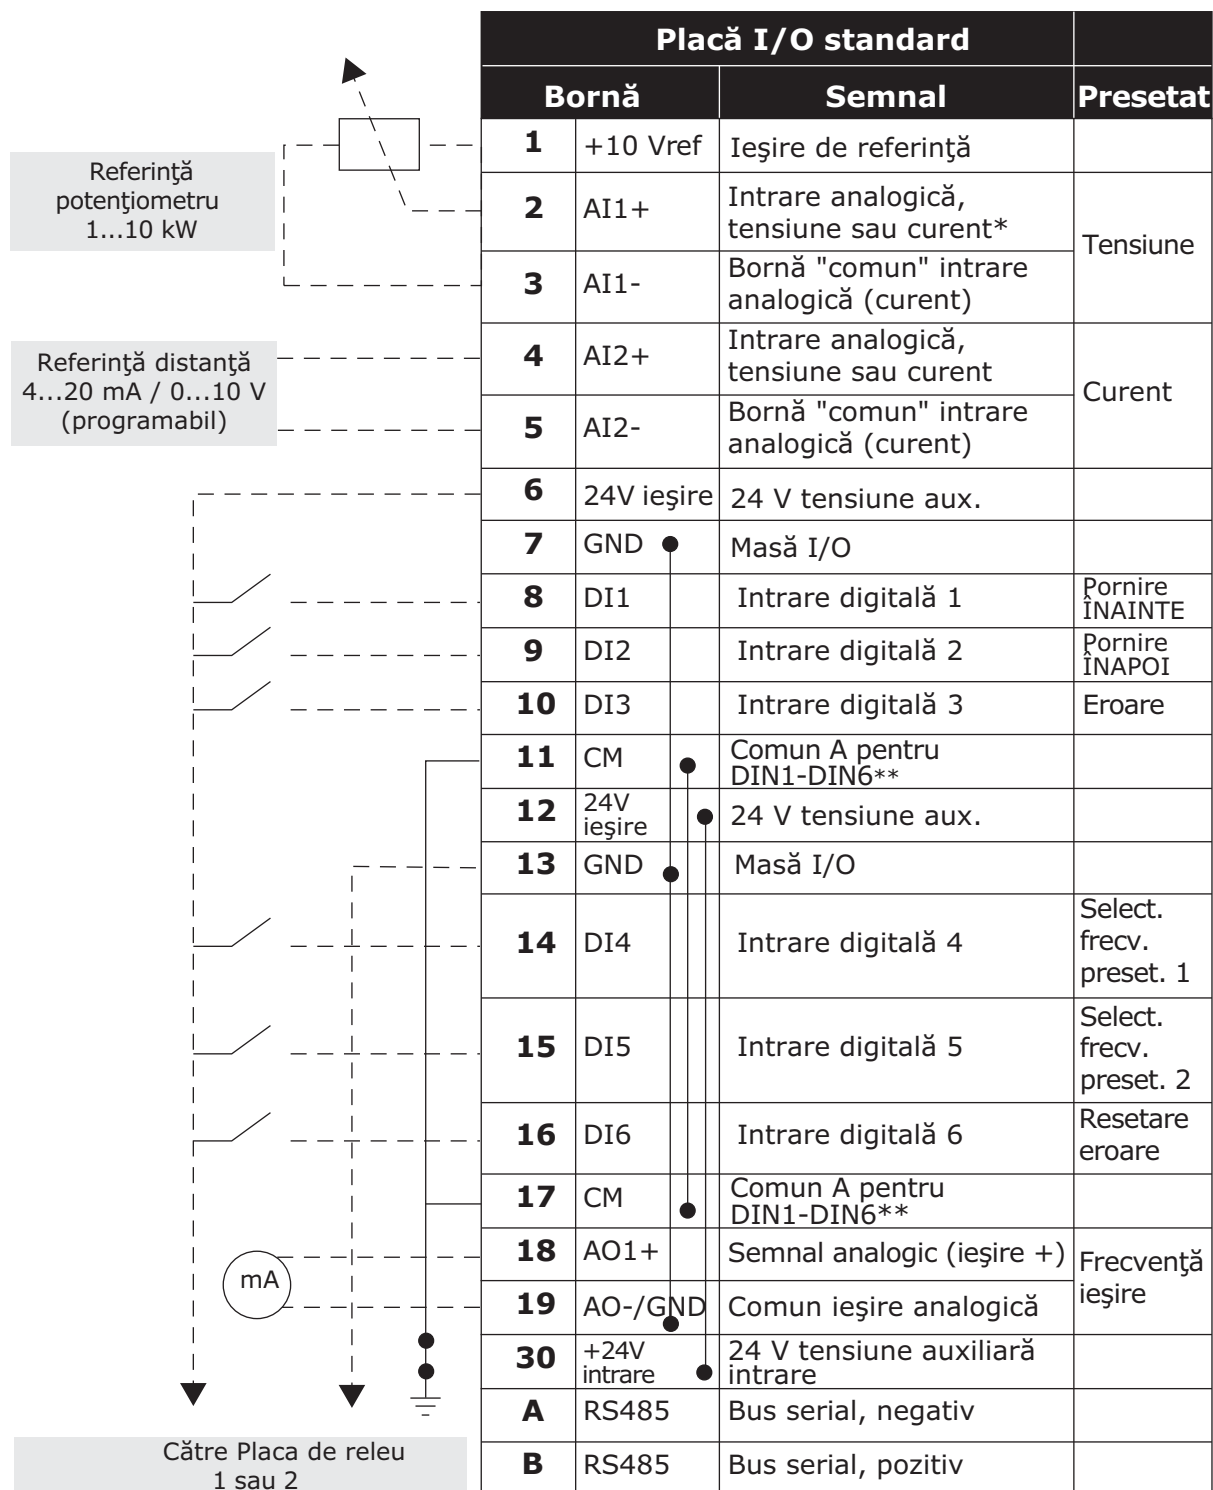 Placă I/O standard
Bornă Semnal Presetat
1 +10 Vref Ieşire de referinţă
Referinţă
potenţiometru
1...10 kW
2 AI1+ Intrare analogică,
tensiune sau curent*
Tensiune
3 AI1- Bornă "comun" intrare
analogică (curent)
Referinţă distanţă
4...20 mA / 0...10 V
(programabil)
4 AI2+ Intrare analogică,
tensiune sau curent
Curent
5 AI2- Bornă "comun" intrare
analogică (curent)
6 24V ieşire 24 V tensiune aux.
7 GND Masă I/O
8 DI1 Intrare digitală 1 Pornire
ÎNAINTE
9 DI2 Intrare digitală 2 Pornire
ÎNAPOI
10 DI3 Intrare digitală 3 Eroare
11 CM Comun A pentru
DIN1-DIN6**
12 24V
ieşire
24 V tensiune aux.
13 GND Masă I/O
14 DI4 Intrare digitală 4 Select.
frecv.
preset. 1
15 DI5 Intrare digitală 5 Select.
frecv.
preset. 2
16 DI6 Intrare digitală 6 Resetare
eroare
17 CM Comun A pentru
DIN1-DIN6**
mA
18 AO1+ Semnal analogic (ieşire +) Frecvenţă
ieşire
19 AO-/GND Comun ieşire analogică
30 +24V
intrare
24 V tensiune auxiliară
intrare
A RS485 Bus serial, negativ
B RS485 Bus serial, pozitiv
Către Placa de releu
1 sau 2